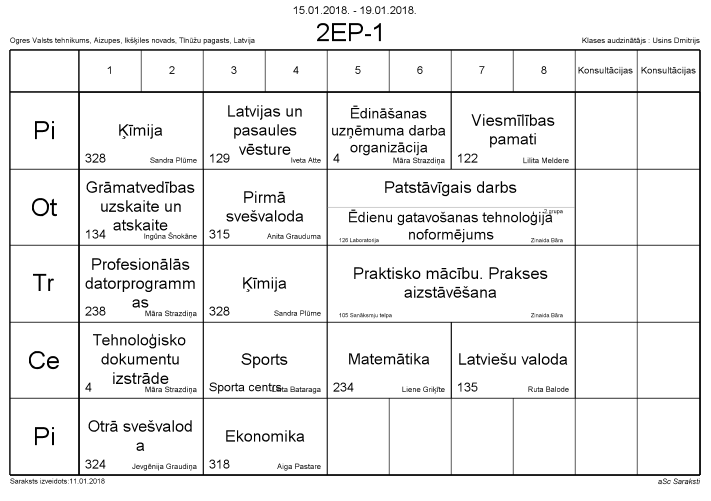 15.01.2018. - 19.01.2018.
2EP-1
Ogres Valsts tehnikums, Aizupes, Ikšķiles novads, Tīnūžu pagasts, Latvija
Klases audzinātājs : Usins Dmitrijs
1 2 3 4 5 6 7 8 Konsultācijas Konsultācijas
Pi
Ķīmija
328 Sandra Plūme
Latvijas un
pasaules
vēsture
129 Iveta Atte
Ēdināšanas
uzņēmuma darba
organizācija
4 Māra Strazdiņa
Viesmīlības
pamati
122 Lilita Meldere
Ot
Grāmatvedības
uzskaite un
atskaite
134 Ingūna Šnokāne
Pirmā
svešvaloda
315 Anita Grauduma
Patstāvīgais darbs
2 grupa
Ēdienu gatavošanas tehnoloģijā
noformējums
126 Laboratorija Zinaida Bāra
Tr
Profesionālās
datorprogramm
as
238 Māra Strazdiņa
Ķīmija
328 Sandra Plūme
Praktisko mācību. Prakses
aizstāvēšana
105 Sanāksmju telpa Zinaida Bāra
Ce
Tehnoloģisko
dokumentu
izstrāde
4 Māra Strazdiņa
Sports
Sporta centrs Bataraga
Matemātika
234 Liene Griķīte
Latviešu valoda
135 Ruta Balode
Pi
Otrā svešvalod
a
324 Jevgēnija Graudiņa
Ekonomika
318 Aiga Pastare
Saraksts izveidots:11.01.2018
aSc Saraksti